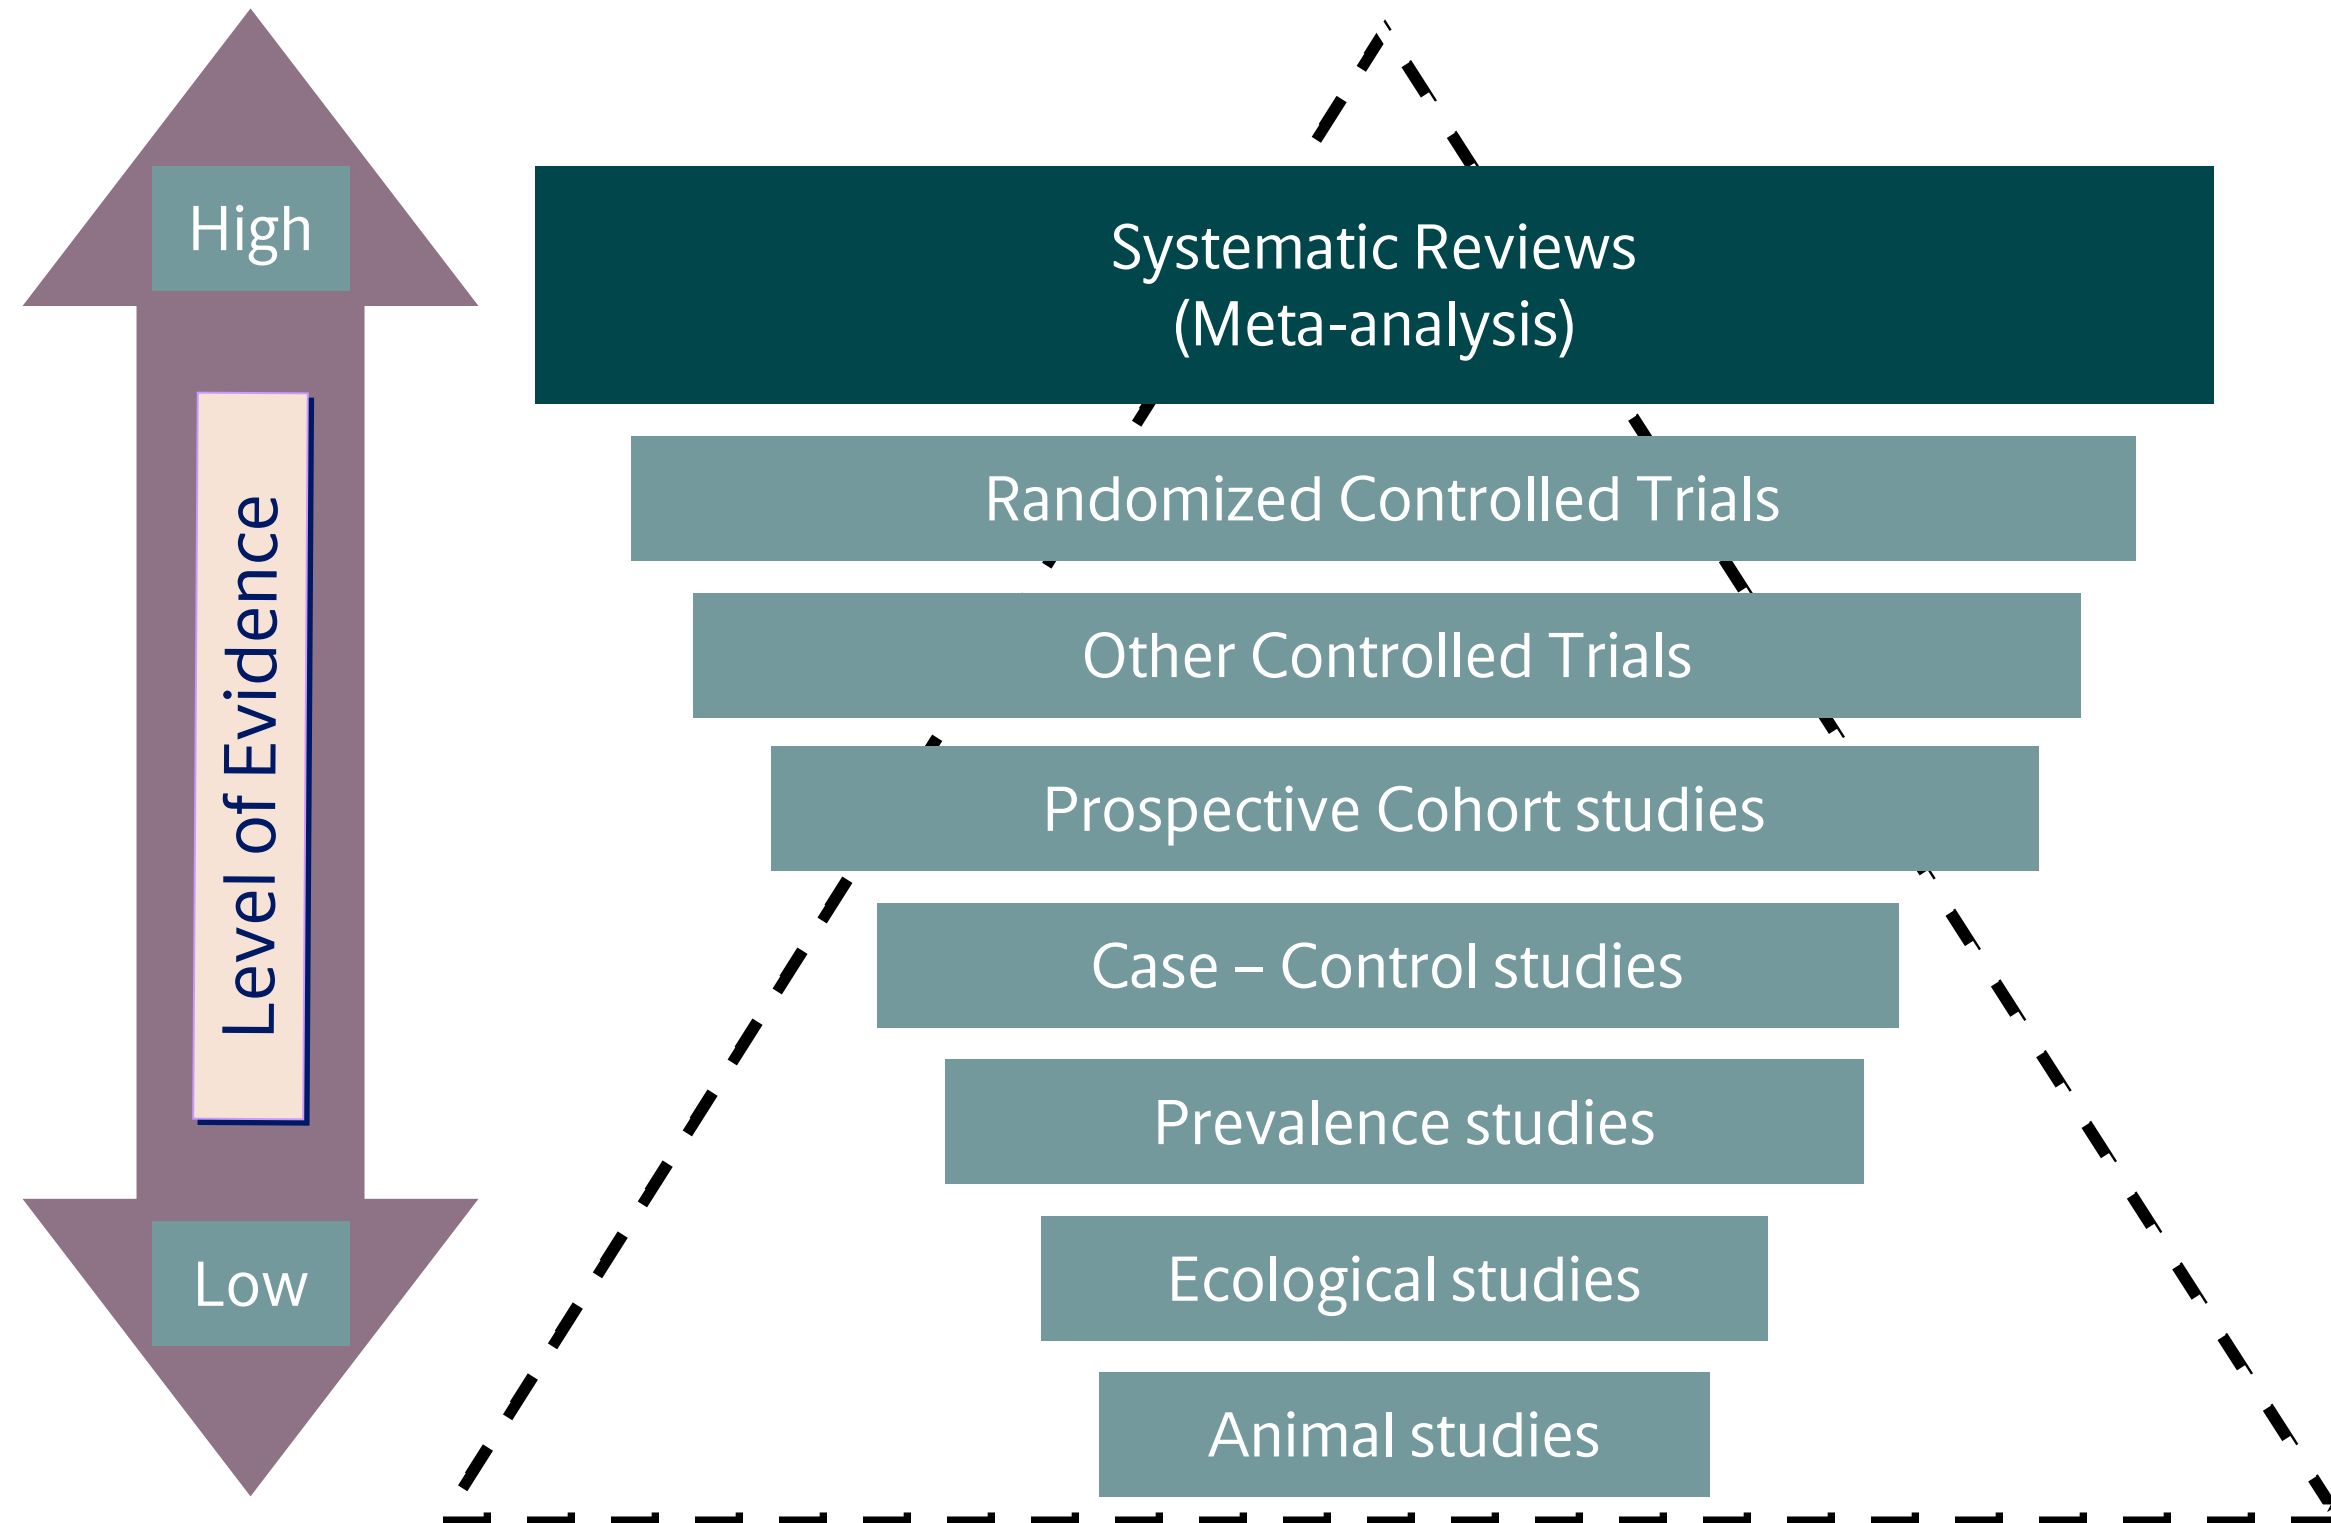 High
Level of Evidence
Low
Systematic Reviews
(Meta-analysis)
Randomized Controlled Trials
Other Controlled Trials
Prospective Cohort studies
Case – Control studies
Prevalence studies
Ecological studies
Animal studies